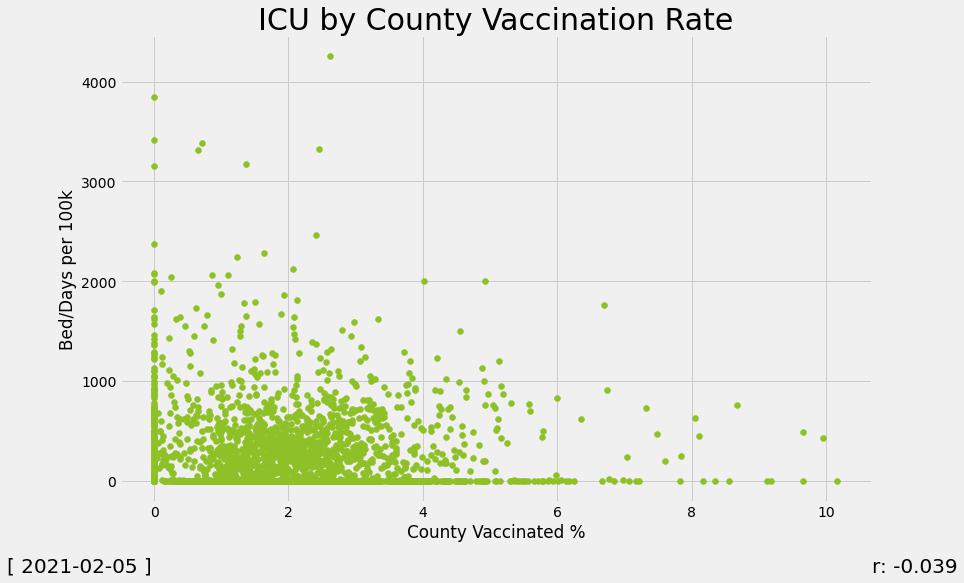 ICU by County Vaccination Rate
4000
3000
2000
1000
0
Bed/Days per 100k
0 2 4 6 8 10
County Vaccinated %
[ 2021-02-05 ] r: -0.039